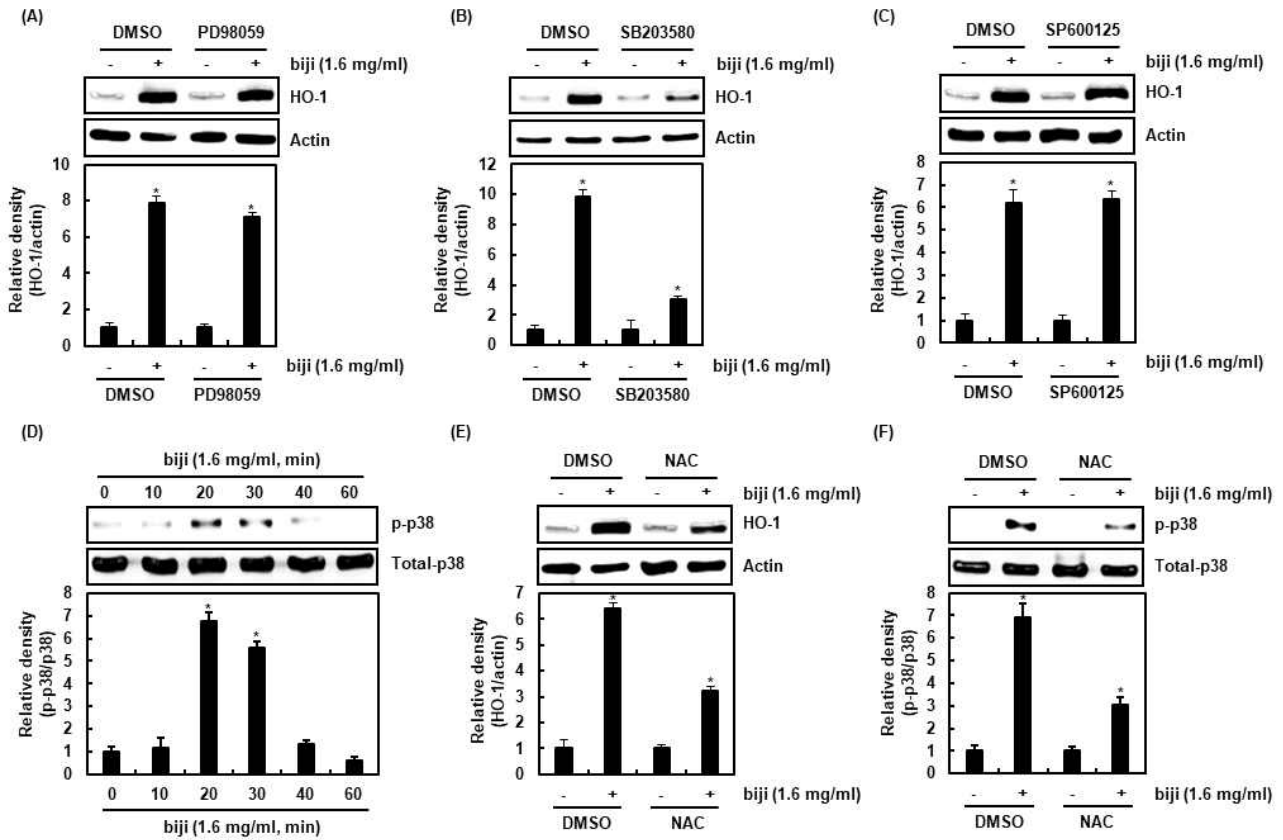 (A)
DMSO PD98059
- + - + biji (1.6 mg/ml)
HO-1
Actin
10
8
6
4
2
0
Relative density
(HO-1/actin)
* *
- + - + biji (1.6 mg/ml)
DMSO PD98059
(B)
DMSO SB203580
- + - + biji (1.6 mg/ml)
HO-1
Actin
12
10
8
6
4
2
0
Relative density
(HO-1/actin)
* *
- + - + biji (1.6 mg/ml)
DMSO SB203580
(C)
DMSO SP600125
- + - + biji (1.6 mg/ml)
HO-1
Actin
8
7
6
5
4
3
2
1
0
Relative density
(HO-1/actin)
* *
- + - + biji (1.6 mg/ml)
DMSO SP600125
(D)
biji (1.6 mg/ml, min)
0 10 20 30 40 60
p-p38
Total-p38
8
7
6
5
4
3
2
1
0
Relative density
(p-p38/p38)
* *
0 10 20 30 40 60
biji (1.6 mg/ml, min)
(E)
DMSO NAC
- + - + biji (1.6 mg/ml)
HO-1
Actin
7
6
5
4
3
2
1
0
Relative density
(HO-1/actin)
* *
- + - + biji (1.6 mg/ml)
DMSO NAC
(F)
DMSO NAC
- + - + biji (1.6 mg/ml)
p-p38
Total-p38
8
7
6
5
4
3
2
1
0
Relative density
(p-p38/p38)
* *
- + - + biji (1.6 mg/ml)
DMSO NAC